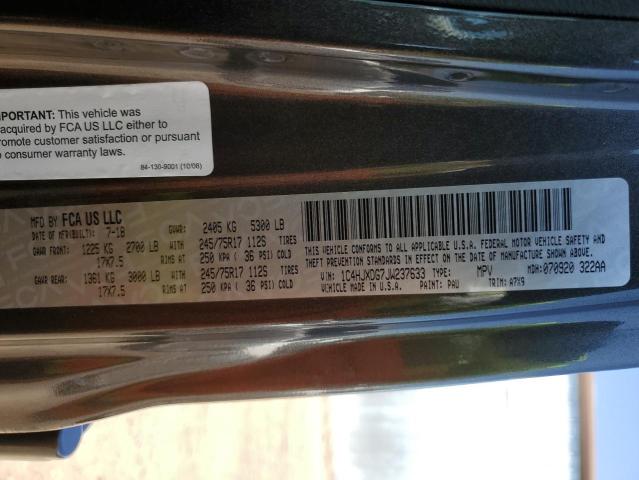 MPORTANT: This vehicle was
acquired by FCA US LLC either to
romote customer satisfaction or pursuant
o consumer warranty laws.
84-130-9001 (10/08)
MFD BY FCA US LLC
DATE OF MFR(BUILT): 7-18 GVWR: 2405 KG 5300 LB
GAWR FRONT: 1225 KG 2700 LB WITH 245/75R17 112S TIRES
17X7.5 RIMS AT 250 KPA ( 36 PSI) COLD
GAWR REAR: 1361 KG 3000 LB WITH 245/75R17 112S TIRES
17X7.5 RIMS AT 250 KPA ( 36 PSI) COLD
THIS VEHICLE CONFORMS TO ALL APPLICABLE U.S.A. FEDERAL MOTOR VEHICLE SAFETY AND
THEFT PREVENTION STANDARDS IN EFFECT ON THE DATE OF MANUFACTURE SHOWN ABOVE.
VIN: 1C4HJXDG7JW237633 TYPE: MPV MDH: 070920 322AA
VEHICLE MADE IN U.S.A. PAINT: PAU TRIM: A7X9